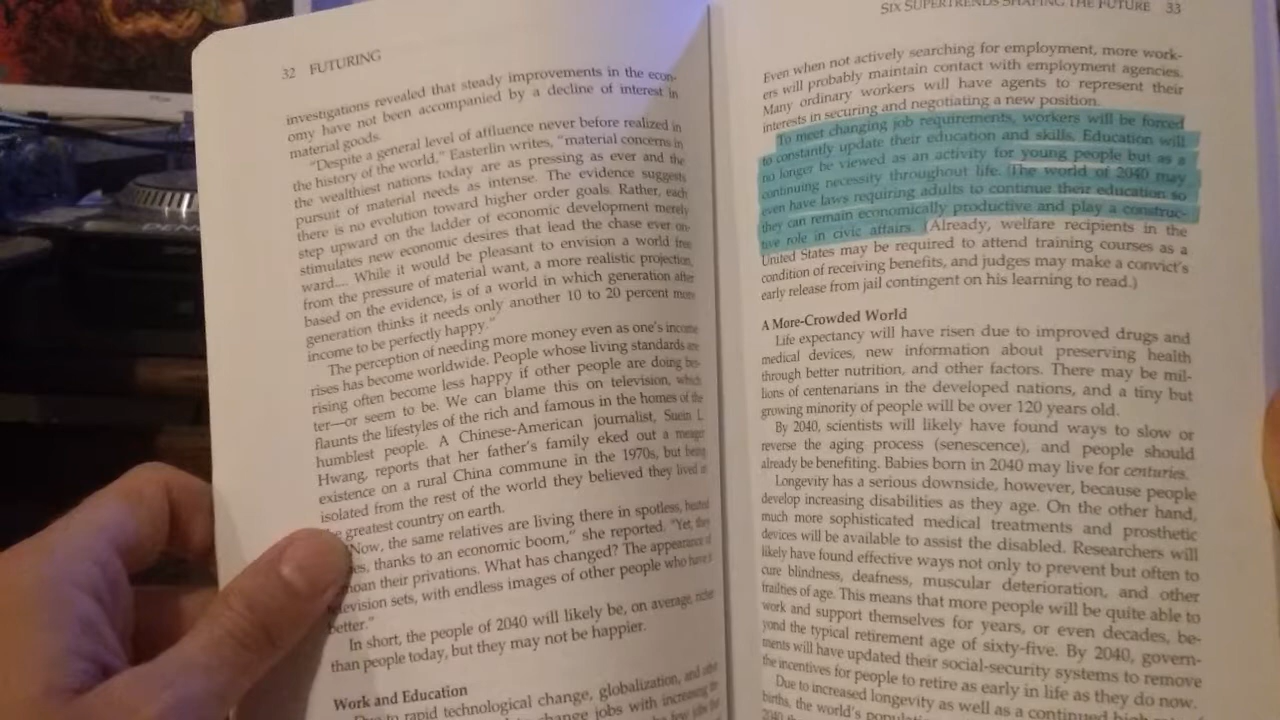 32 FUTURING
investigations revealed that steady improvements in the econ-
omy have not been accompanied by a decline of interest in
material goods.
"Despite a general level of affluence never before realized in
the history of the world," Easterlin writes, "material concerns in
the wealthiest nations today are as pressing as ever and the
pursuit of material needs as intense. The evidence suggests
there is no evolution toward higher order goals. Rather, each
step upward on the ladder of economic development merely
stimulates new economic desires that lead the chase ever on-
ward.... While it would be pleasant to envision a world free
from the pressure of material want, a more realistic projection,
based on the evidence, is of a world in which generation after
generation thinks it needs only another 10 to 20 percent more
income to be perfectly happy."
The perception of needing more money even as one's income
rises has become worldwide. People whose living standards are
rising often become less happy if other people are doing bet-
ter—or seem to be. We can blame this on television, which
flaunts the lifestyles of the rich and famous in the homes of the
humblest people. A Chinese-American journalist, Suein L.
Hwang, reports that her father's family eked out a meager
existence on a rural China commune in the 1970s, but being
isolated from the rest of the world they believed they lived in
greatest country on earth.
"Now, the same relatives are living there in spotless, heated
thanks to an economic boom," she reported. "Yet, they
their privations. What has changed? The appearance of
sets, with endless images of other people who have it
better."
In short, the people of 2040 will likely be, on average, richer
than people today, but they may not be happier.
Work and Education
rapid technological change, globalization, and other
change jobs with increasing
SIX SUPERTRENDS SHAPING THE FUTURE 33
Even when not actively searching for employment, more work-
ers will probably maintain contact with employment agencies.
Many ordinary workers will have agents to represent their
interests in securing and negotiating a new position.
To meet changing job requirements, workers will be forced
to constantly update their education and skills. Education will
no longer be viewed as an activity for young people but as a
continuing necessity throughout life. The world of 2040 may
even have laws requiring adults to continue their education so
they can remain economically productive and play a construc-
tive role in civic affairs. (Already, welfare recipients in the
United States may be required to attend training courses as a
condition of receiving benefits, and judges may make a convict's
early release from jail contingent on his learning to read.)
A More-Crowded World
Life expectancy will have risen due to improved drugs and
medical devices, new information about preserving health
through better nutrition, and other factors. There may be mil-
lions of centenarians in the developed nations, and a tiny but
growing minority of people will be over 120 years old.
By 2040, scientists will likely have found ways to slow or
reverse the aging process (senescence), and people should
already be benefiting. Babies born in 2040 may live for centuries.
Longevity has a serious downside, however, because people
develop increasing disabilities as they age. On the other hand,
much more sophisticated medical treatments and prosthetic
devices will be available to assist the disabled. Researchers will
likely have found effective ways not only to prevent but often to
cure blindness, deafness, muscular deterioration, and other
frailties of age. This means that more people will be quite able to
work and support themselves for years, or even decades, be-
yond the typical retirement age of sixty-five. By 2040, govern-
ments will have updated their social-security systems to remove
the incentives for people to retire as early in life as they do now.
Due to increased longevity as well as a continued
births, the world's